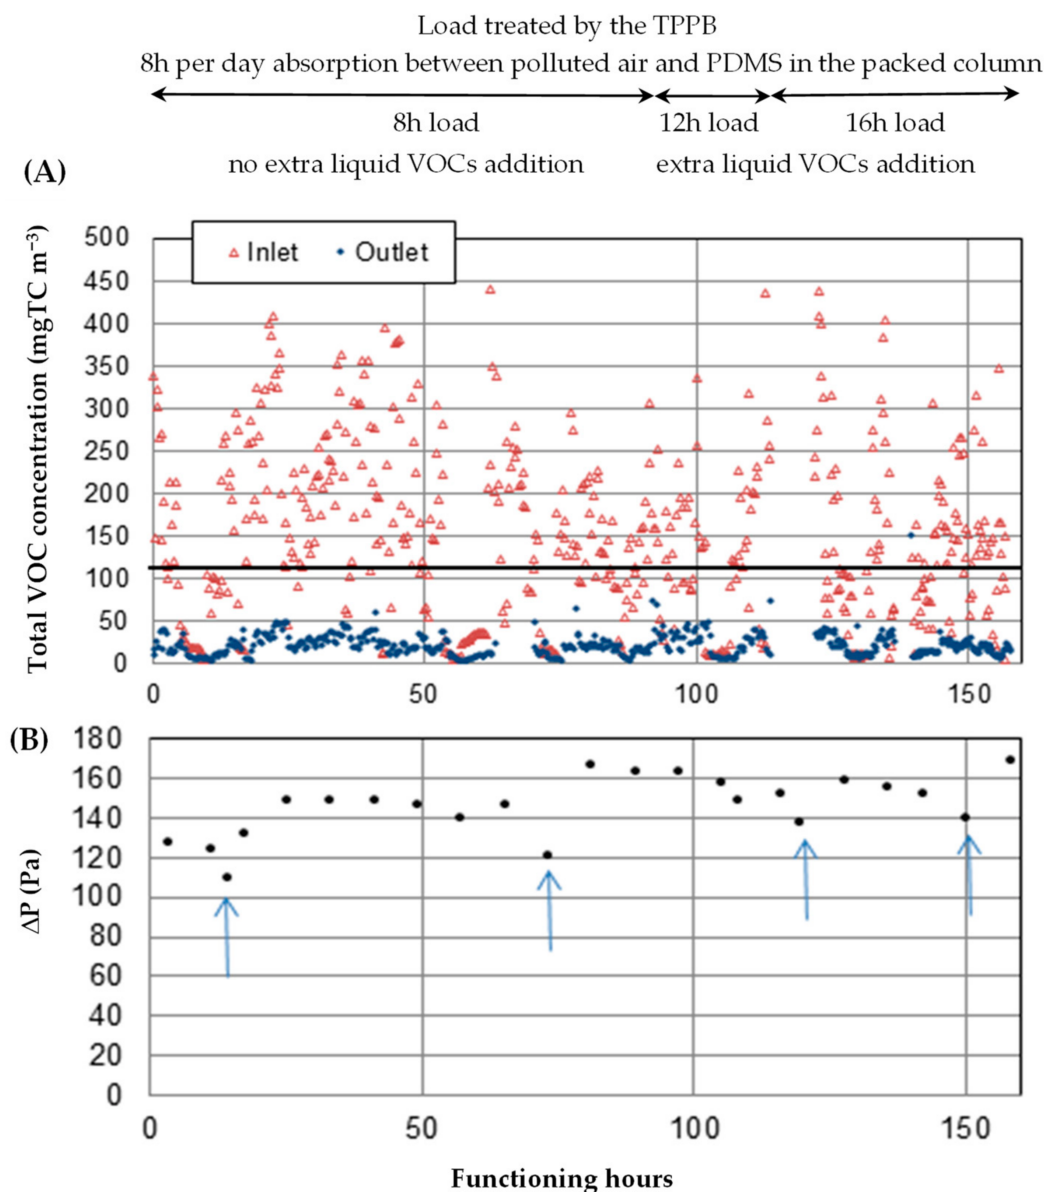 Load treated by the TPPB
8h per day absorption between polluted air and PDMS in the packed column
8h load 12h load 16h load
no extra liquid VOCs addition extra liquid VOCs addition
(A)
Total VOC concentration (mgTC m⁻³)
Inlet Outlet
500
450
400
350
300
250
200
150
100
50
0
0 50 100 150
(B)
ΔP (Pa)
180
160
140
120
100
80
60
40
20
0
0 50 100 150
Functioning hours